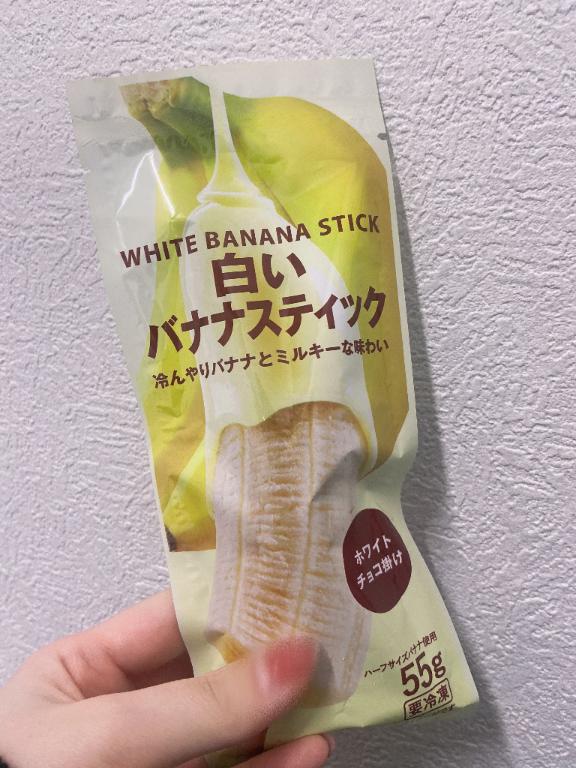 WHITE BANANA STICK
白い
バナナスティック
冷んやりバナナとミルキーな味わい
ホワイト
チョコ掛け
ハーフサイズバナナ使用
55g
要冷凍